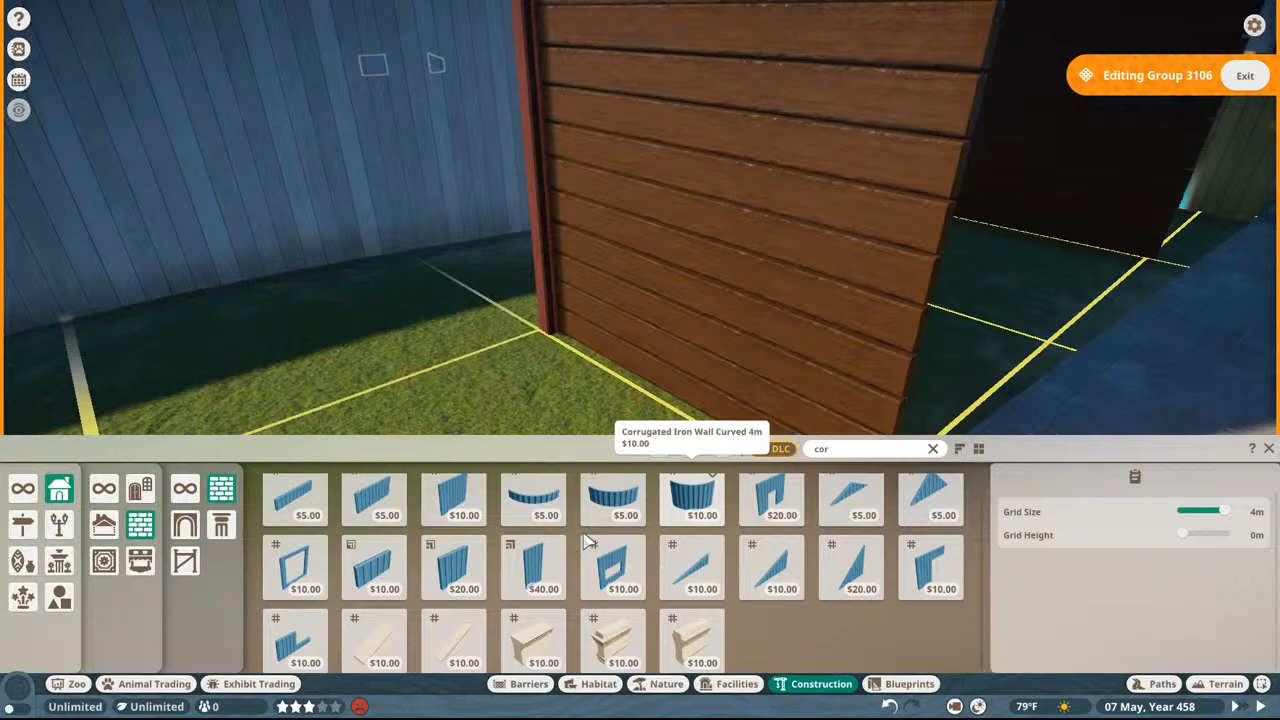 ?
Editing Group 3106
Exit
Corrugated Iron Wall Curved 4m
$10.00
DLC
cor
?
$5.00
$5.00
$10.00
$5.00
$5.00
$10.00
$20.00
$5.00
$5.00
Grid Size
4m
Grid Height
0m
$10.00
$10.00
$20.00
$40.00
$10.00
$10.00
$10.00
$20.00
$10.00
$10.00
$10.00
$10.00
$10.00
$10.00
$10.00
Zoo
Animal Trading
Exhibit Trading
Barriers
Habitat
Nature
Facilities
Construction
Blueprints
Paths
Terrain
Unlimited
Unlimited
0
79°F
07 May, Year 458